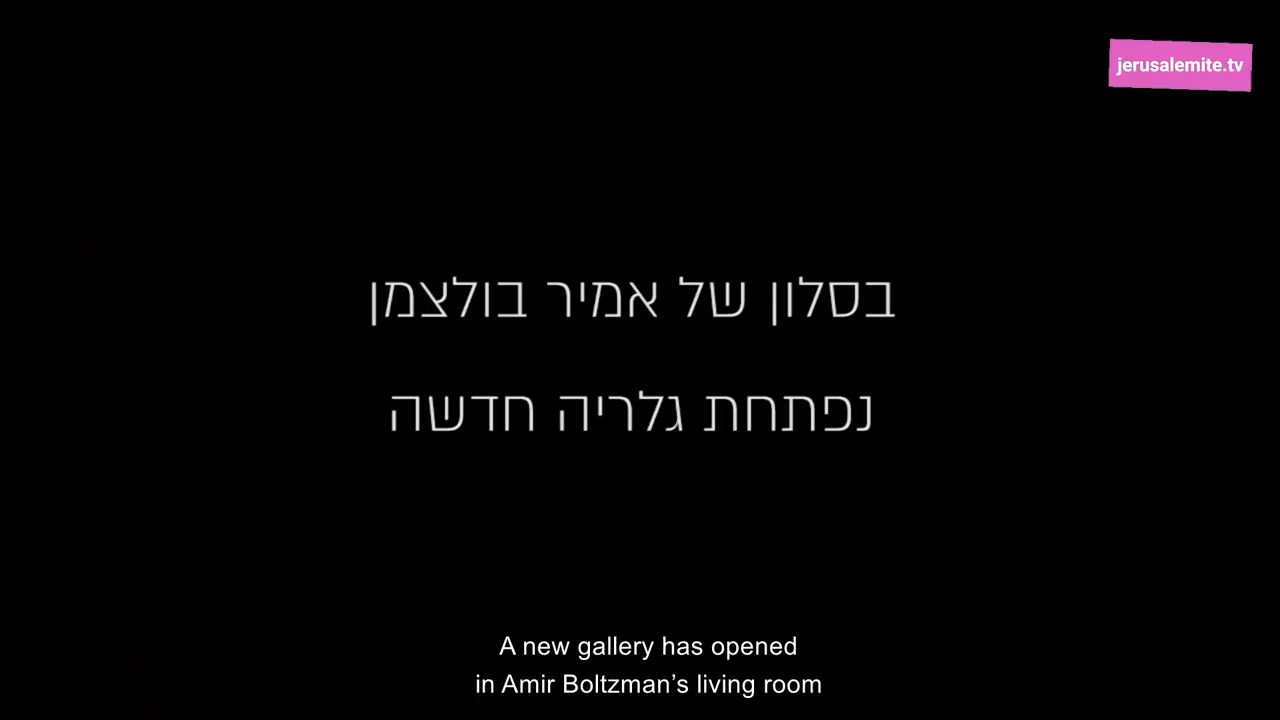 jerusalemite.tv
בסלון של אמיר בולצמן
נפתחת גלריה חדשה
A new gallery has opened
in Amir Boltzman’s living room